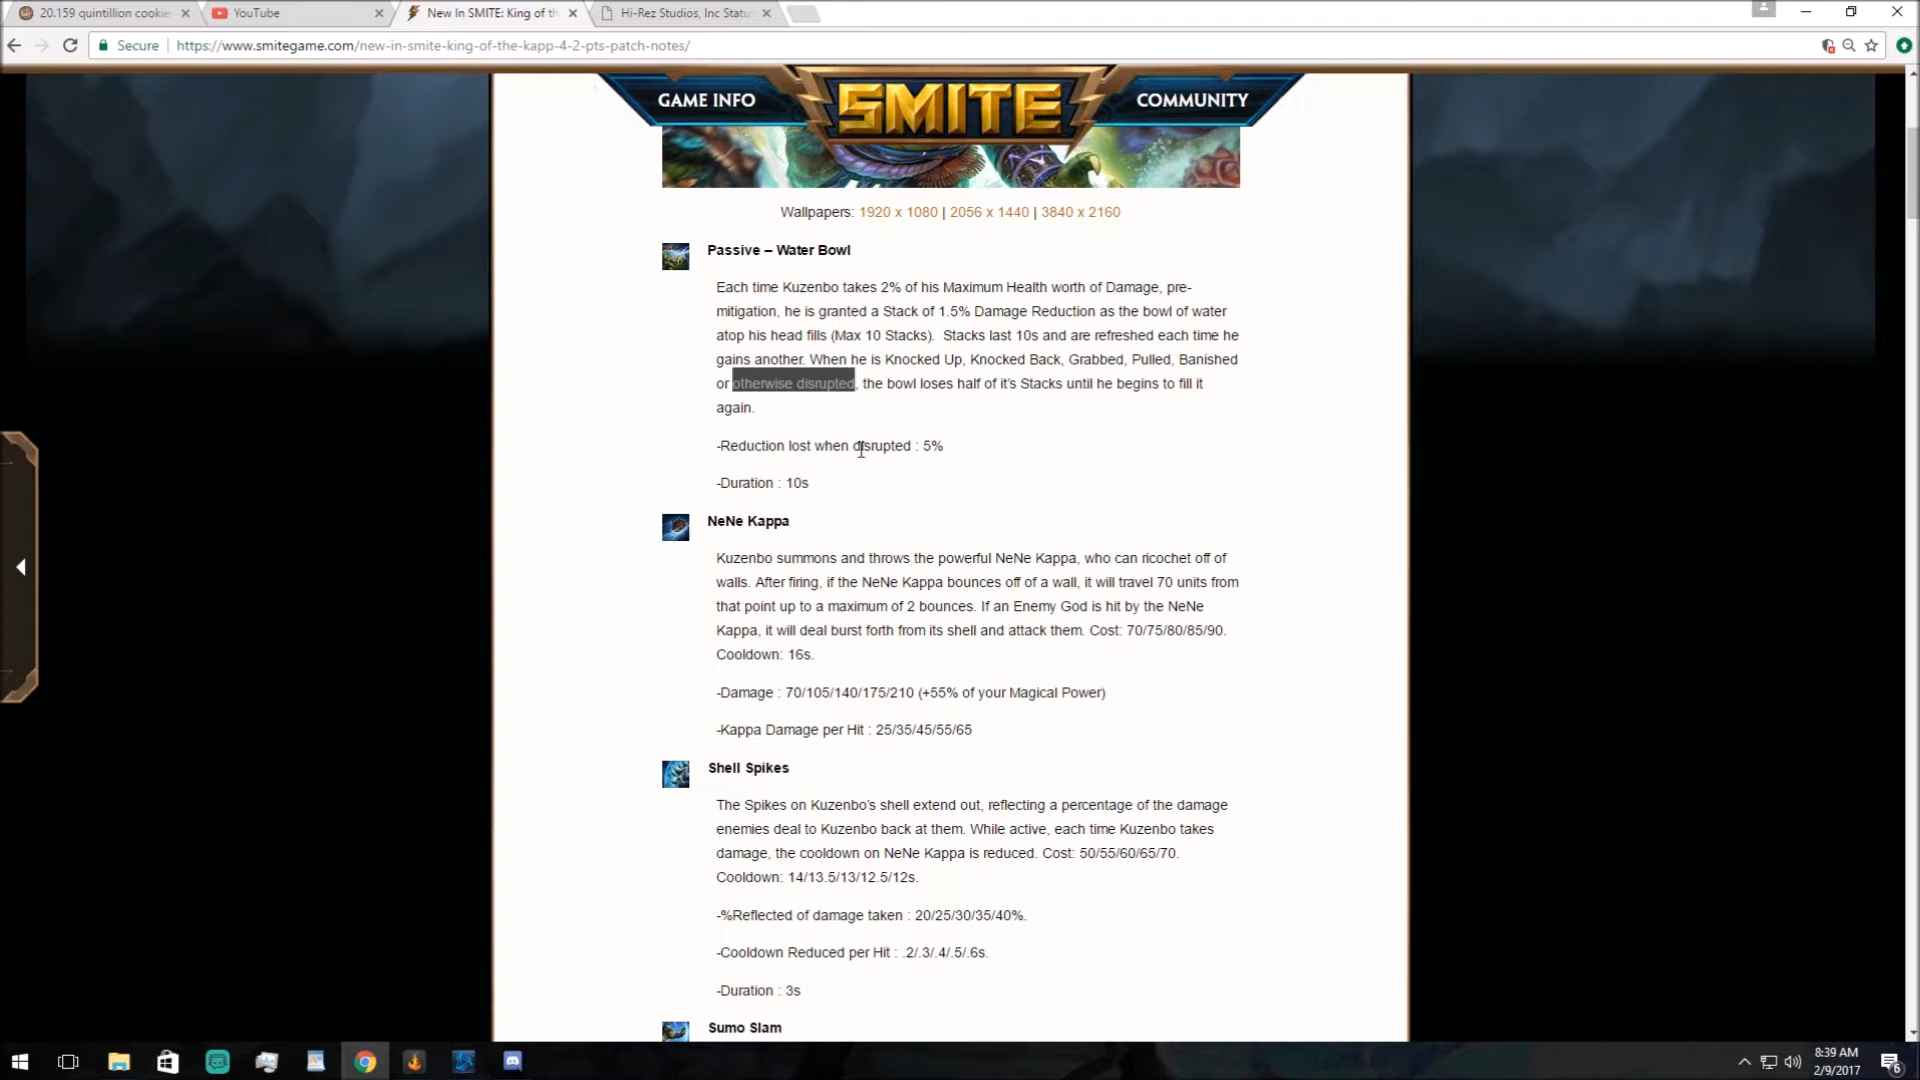 20.159 quintillion cookie
YouTube
New In SMITE: King of th
Hi-Rez Studios, Inc Statu
Secure
https://www.smitegame.com/new-in-smite-king-of-the-kapp-4-2-pts-patch-notes/
GAME INFO
SMITE
COMMUNITY
Wallpapers: 1920 x 1080 | 2056 x 1440 | 3840 x 2160
Passive – Water Bowl
Each time Kuzenbo takes 2% of his Maximum Health worth of Damage, pre-
mitigation, he is granted a Stack of 1.5% Damage Reduction as the bowl of water
atop his head fills (Max 10 Stacks).  Stacks last 10s and are refreshed each time he
gains another. When he is Knocked Up, Knocked Back, Grabbed, Pulled, Banished
or otherwise disrupted, the bowl loses half of it's Stacks until he begins to fill it
again.
-Reduction lost when disrupted : 5%
-Duration : 10s
NeNe Kappa
Kuzenbo summons and throws the powerful NeNe Kappa, who can ricochet off of
walls. After firing, if the NeNe Kappa bounces off of a wall, it will travel 70 units from
that point up to a maximum of 2 bounces. If an Enemy God is hit by the NeNe
Kappa, it will deal burst forth from its shell and attack them. Cost: 70/75/80/85/90.
Cooldown: 16s.
-Damage : 70/105/140/175/210 (+55% of your Magical Power)
-Kappa Damage per Hit : 25/35/45/55/65
Shell Spikes
The Spikes on Kuzenbo's shell extend out, reflecting a percentage of the damage
enemies deal to Kuzenbo back at them. While active, each time Kuzenbo takes
damage, the cooldown on NeNe Kappa is reduced. Cost: 50/55/60/65/70.
Cooldown: 14/13.5/13/12.5/12s.
-%Reflected of damage taken : 20/25/30/35/40%.
-Cooldown Reduced per Hit : .2/.3/.4/.5/.6s.
-Duration : 3s
Sumo Slam
8:39 AM
2/9/2017
6